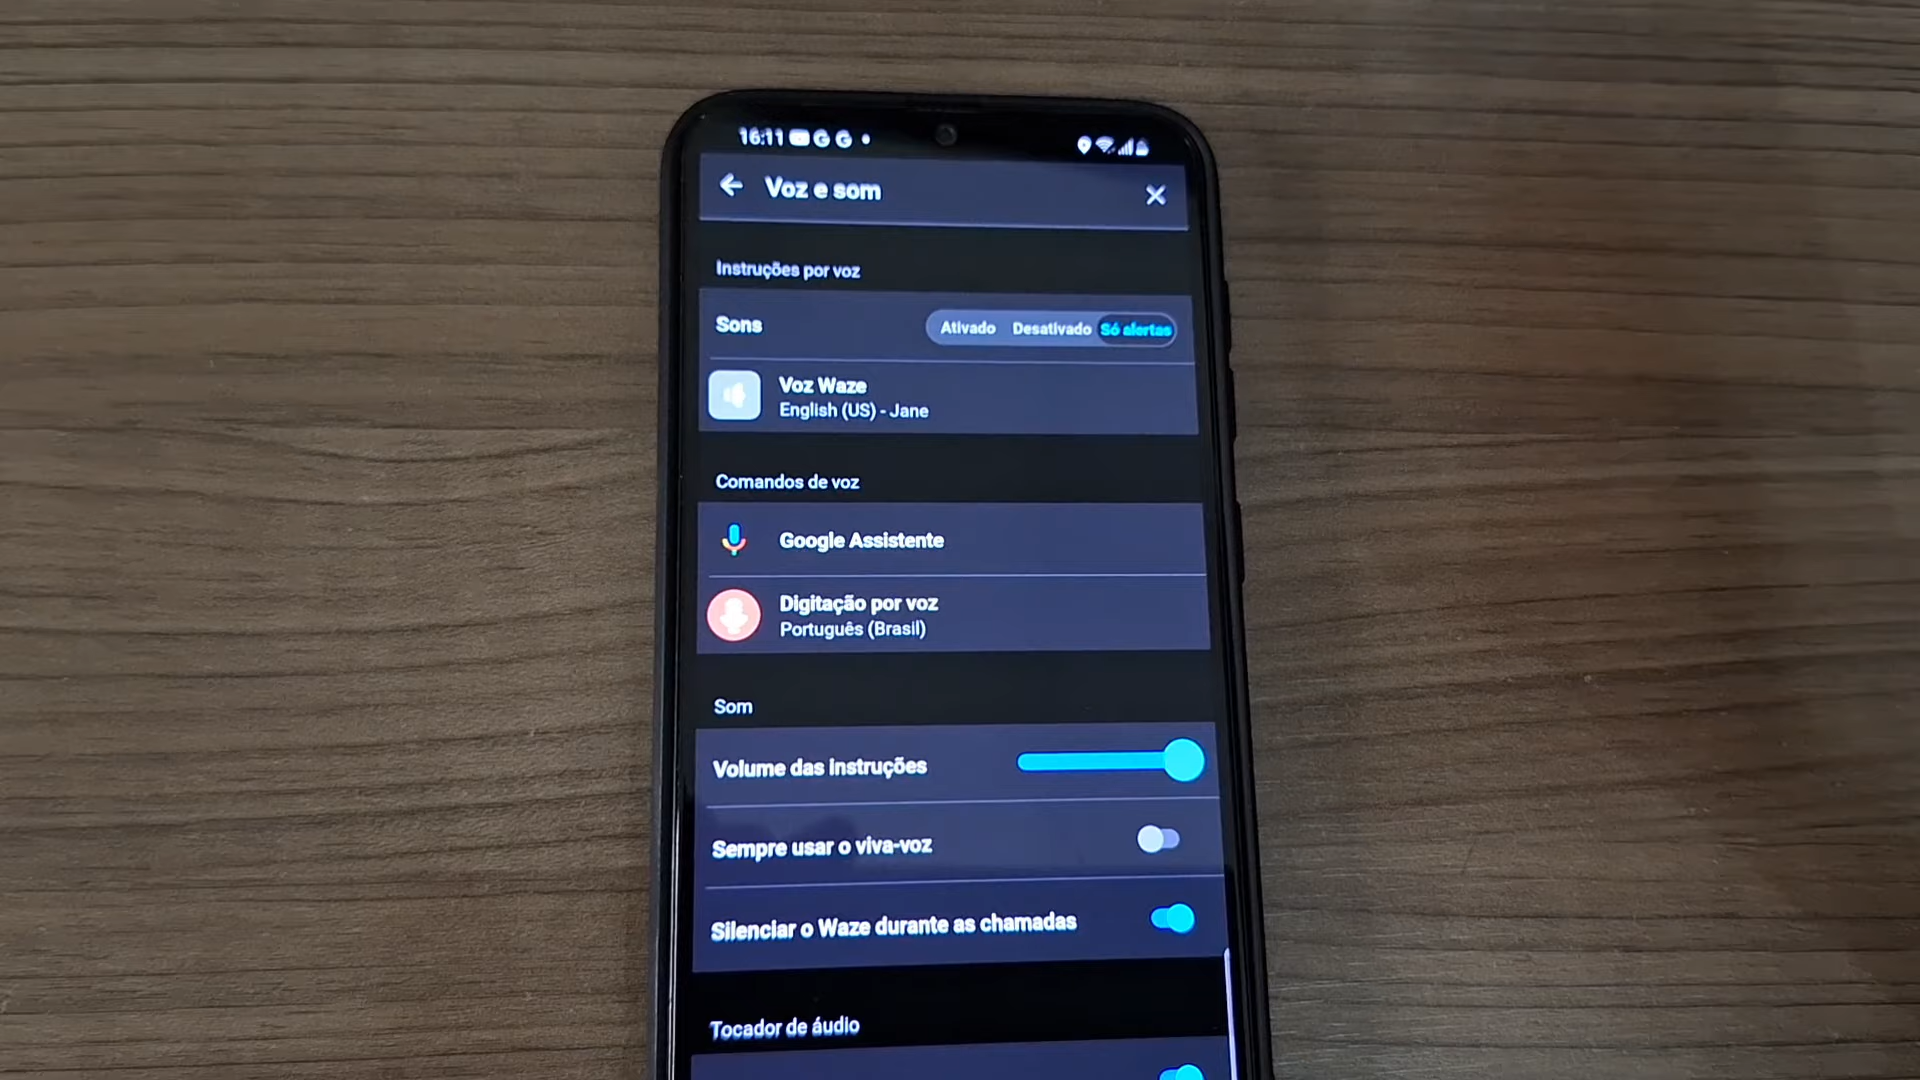 16:11
Voz e som
Instruções por voz
Sons
Ativado Desativado Só alertas
Voz Waze
English (US) - Jane
Comandos de voz
Google Assistente
Digitação por voz
Português (Brasil)
Som
Volume das instruções
Sempre usar o viva-voz
Silenciar o Waze durante as chamadas
Tocador de áudio